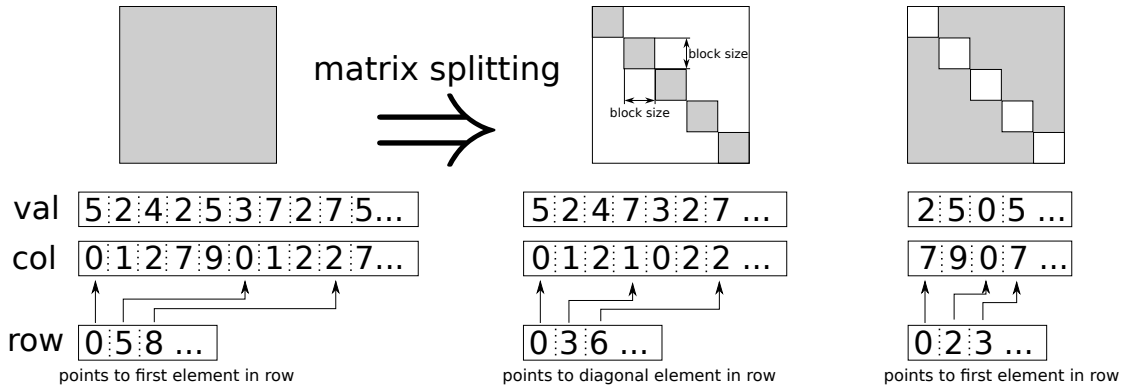 matrix splitting
block size
block size
val 5 2 4 2 5 3 7 2 7 5... 5 2 4 7 3 2 7 ... 2 5 0 5 ...
col 0 1 2 7 9 0 1 2 2 7... 0 1 2 1 0 2 2 ... 7 9 0 7 ...
row 0 5 8 ... 0 3 6 ... 0 2 3 ...
points to first element in row points to diagonal element in row points to first element in row